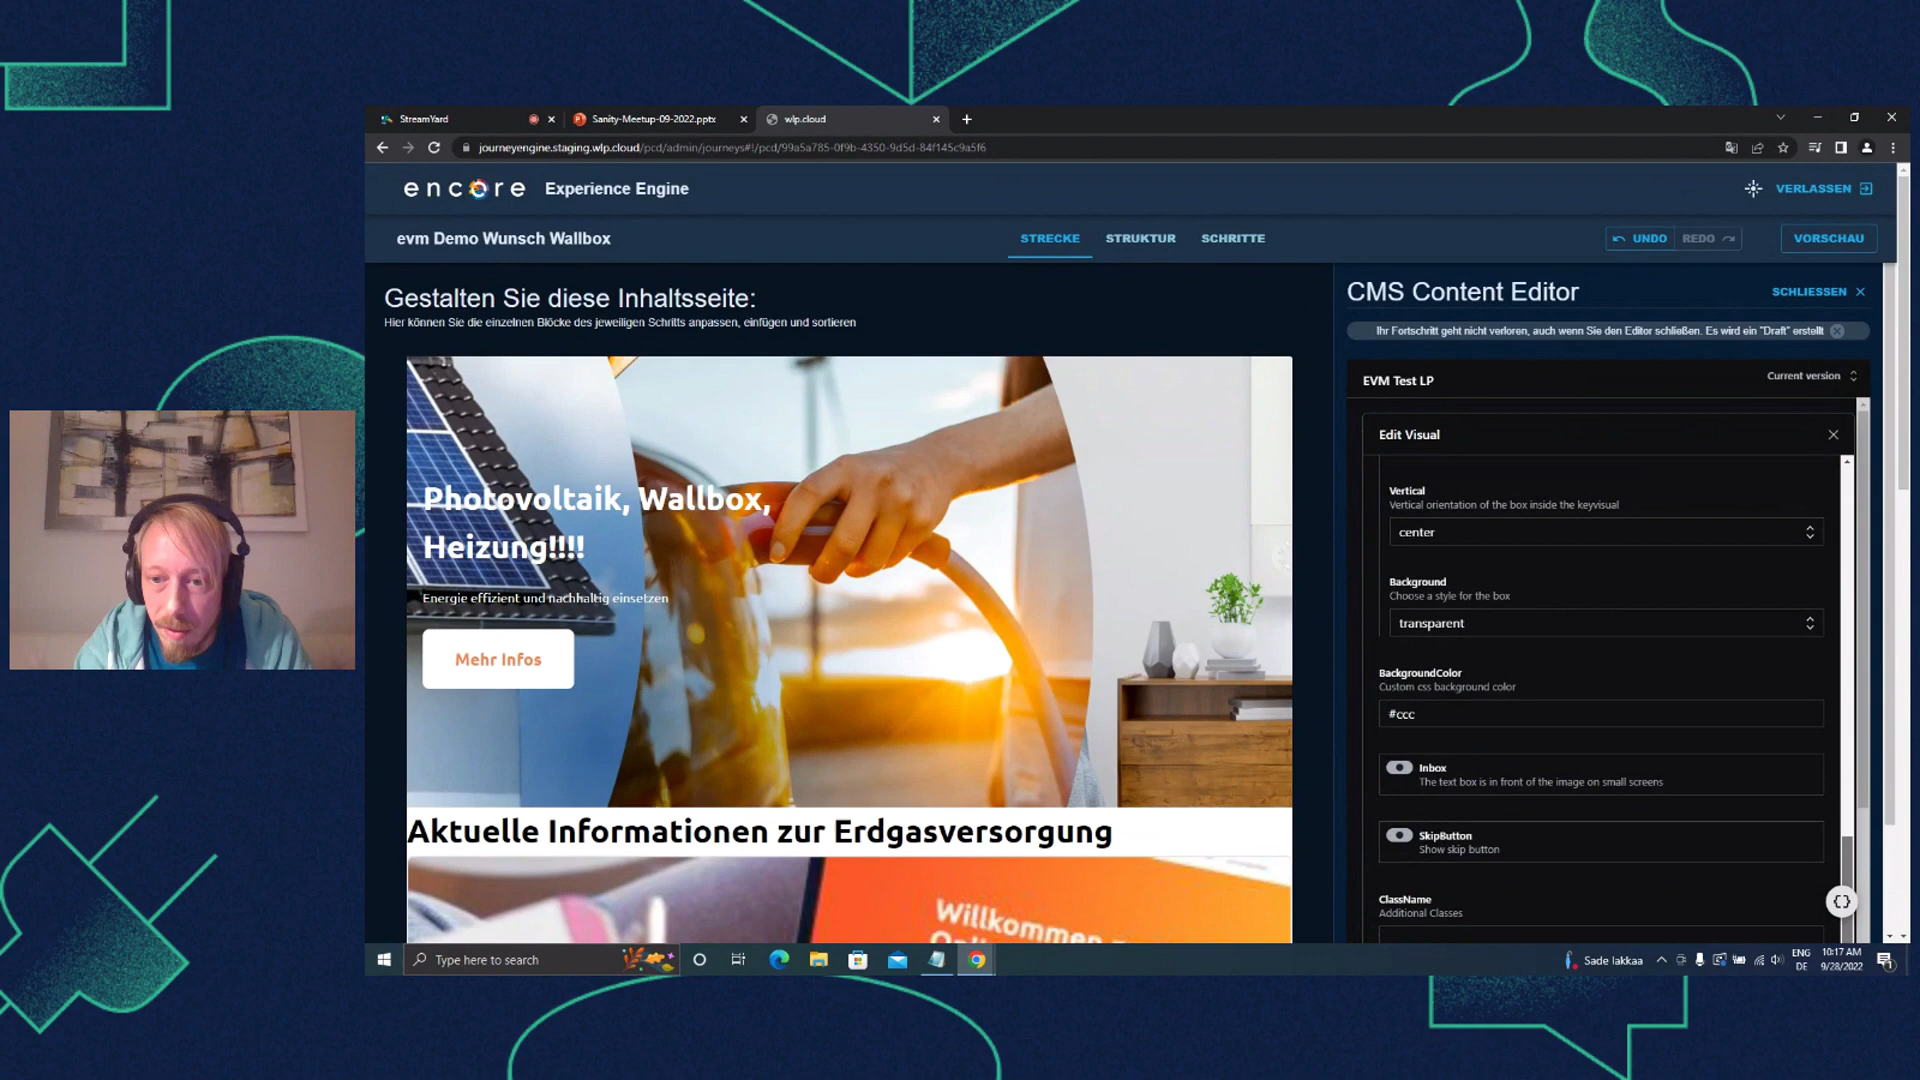 StreamYard
Sanity-Meetup-09-2022.pptx
wlp.cloud
journeyengine.staging.wlp.cloud/pcd/admin/journeys#!/pcd/99a5a785-0f9b-4350-9d5d-84f145c9a5f6
encore
Experience Engine
VERLASSEN
evm Demo Wunsch Wallbox
STRECKE
STRUKTUR
SCHRITTE
UNDO
REDO
VORSCHAU
Gestalten Sie diese Inhaltsseite:
Hier können Sie die einzelnen Blöcke des jeweiligen Schritts anpassen, einfügen und sortieren
Photovoltaik, Wallbox,
Heizung!!!!
Energie effizient und nachhaltig einsetzen
Mehr Infos
Aktuelle Informationen zur Erdgasversorgung
Willkommen
CMS Content Editor
SCHLIESSEN
Ihr Fortschritt geht nicht verloren, auch wenn Sie den Editor schließen. Es wird ein "Draft" erstellt
EVM Test LP
Current version
Edit Visual
Vertical
Vertical orientation of the box inside the keyvisual
center
Background
Choose a style for the box
transparent
BackgroundColor
Custom css background color
#ccc
Inbox
The text box is in front of the image on small screens
SkipButton
Show skip button
ClassName
Additional Classes
Type here to search
Sade lakkaa
ENG
DE
10:17 AM
9/28/2022
1